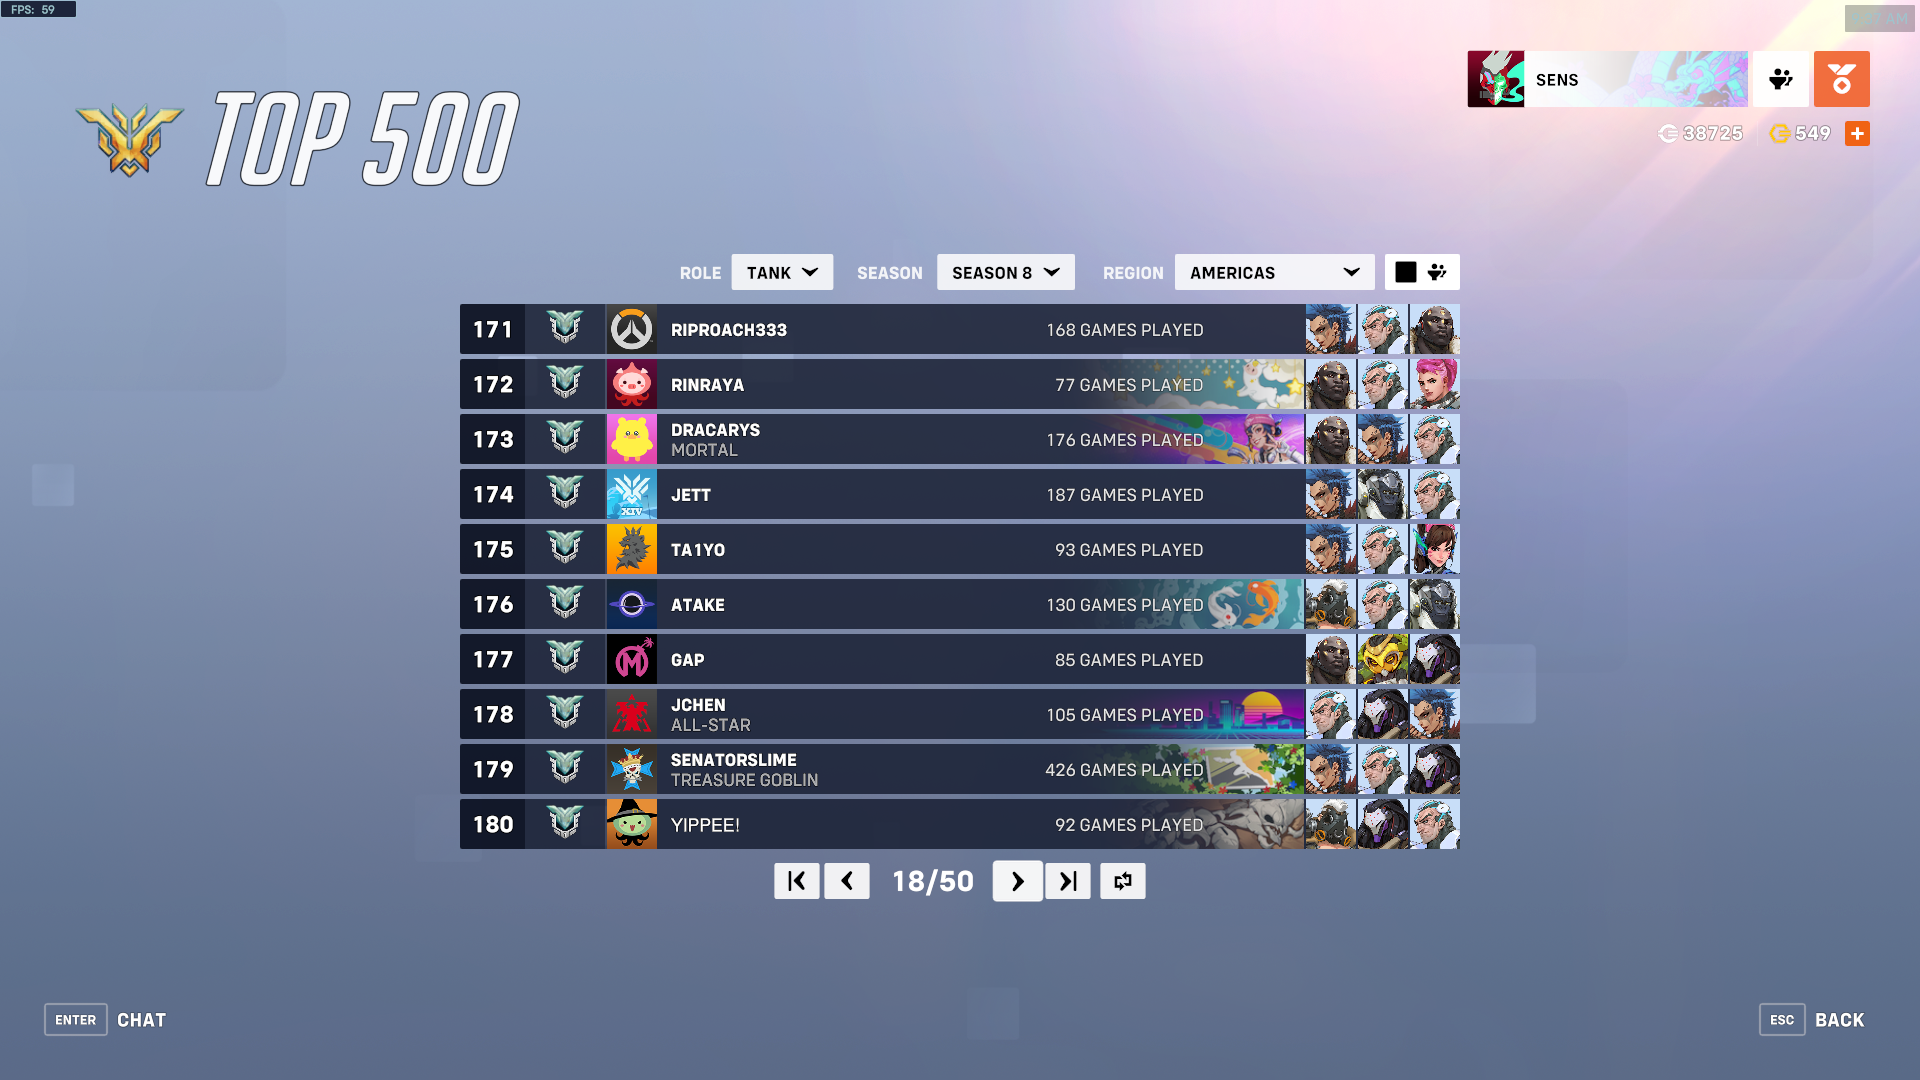 FPS: 59
TOP 500
SENS
38725
549
ROLE TANK SEASON SEASON 8 REGION AMERICAS
171 RIPROACH333 168 GAMES PLAYED
172 RINRAYA 77 GAMES PLAYED
173 DRACARYS 176 GAMES PLAYED
MORTAL
174 XIV JETT 187 GAMES PLAYED
175 TA1YO 93 GAMES PLAYED
176 ATAKE 130 GAMES PLAYED
177 M GAP 85 GAMES PLAYED
178 JCHEN 105 GAMES PLAYED
ALL-STAR
179 SENATORSLIME 426 GAMES PLAYED
TREASURE GOBLIN
180 YIPPEE! 92 GAMES PLAYED
18/50
ENTER CHAT
ESC BACK